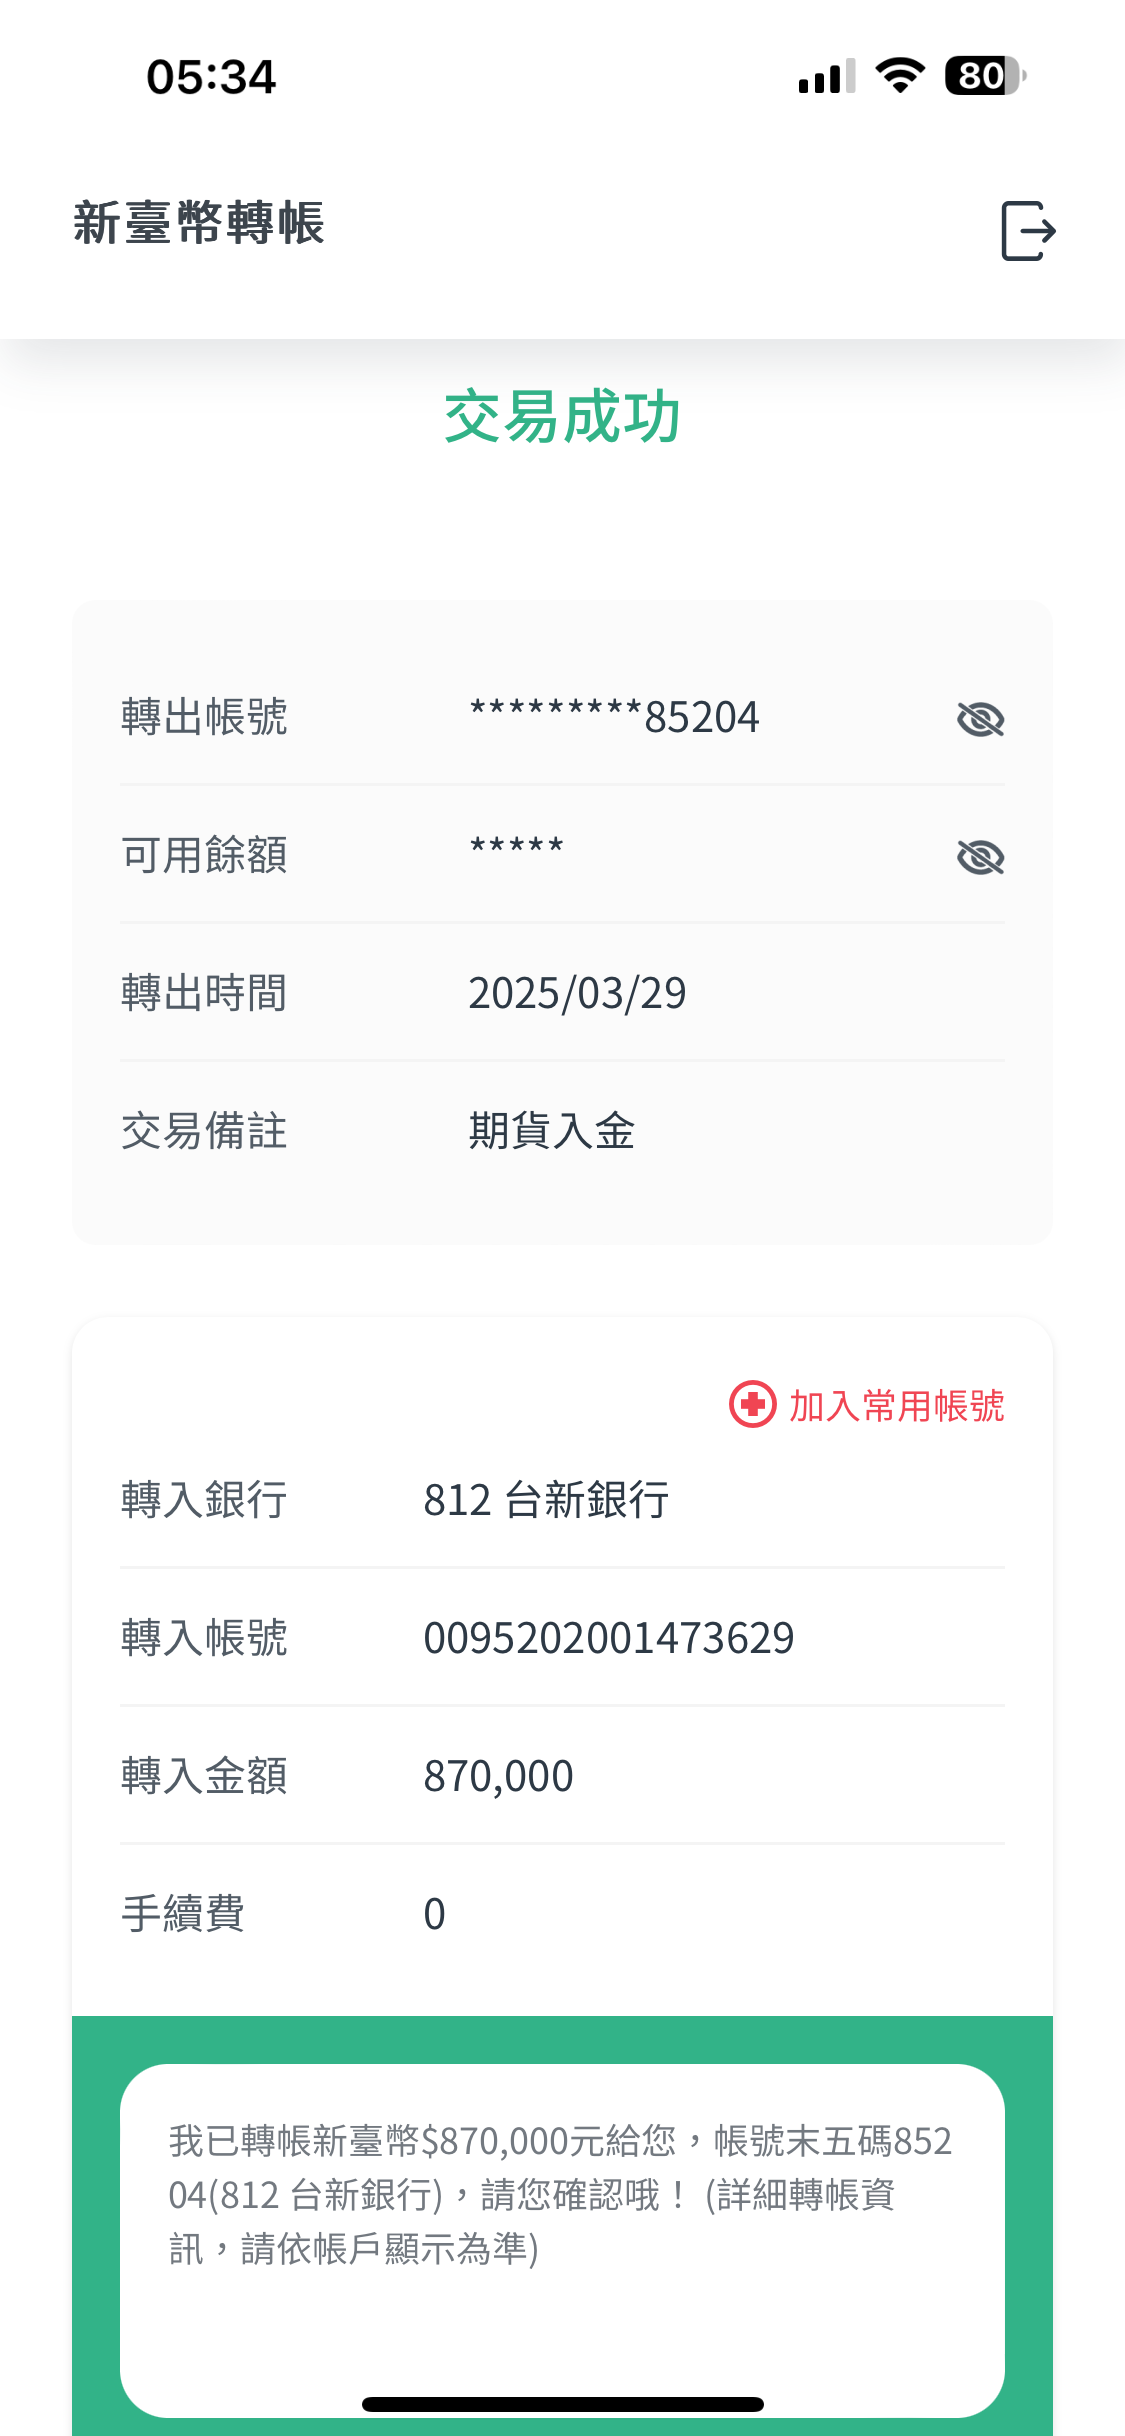 05:34
80
新臺幣轉帳
交易成功
轉出帳號 *********85204
可用餘額 *****
轉出時間 2025/03/29
交易備註 期貨入金
加入常用帳號
轉入銀行 812 台新銀行
轉入帳號 0095202001473629
轉入金額 870,000
手續費 0
我已轉帳新臺幣$870,000元給您，帳號末五碼852
04(812 台新銀行)，請您確認哦！ (詳細轉帳資
訊，請依帳戶顯示為準)